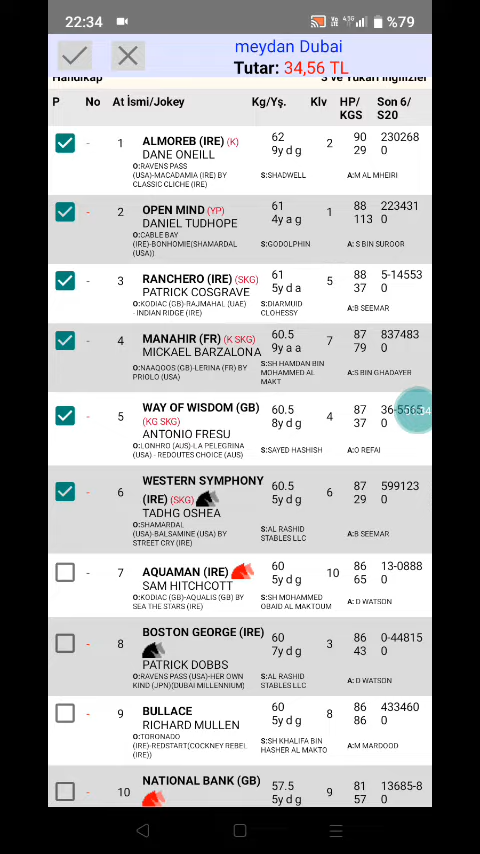 22:34 4.5G %79
meydan Dubai
Tutar: 34,56 TL
Handikap 3 ve Yukarı İngilizler
P No At İsmi/Jokey Kg/Yş. Klv HP/ Son 6/
KGS S20
- 1 ALMOREB (IRE) (K) 62 2 90 230268
DANE ONEILL 9y d g 29 0
O:RAVENS PASS
(USA)-MACADAMIA (IRE) BY S:SHADWELL A:M AL MHEIRI
CLASSIC CLICHE (IRE)
- 2 OPEN MIND (YP) 61 1 88 223431
DANIEL TUDHOPE 4y a g 113 0
O:CABLE BAY
(IRE)-BONHOMIE(SHAMARDAL S:GODOLPHIN A: S BIN SUROOR
(USA))
- 3 RANCHERO (IRE) (SKG) 61 5 88 5-14553
PATRICK COSGRAVE 5y d a 37 0
O:KODIAC (GB)-RAJMAHAL (UAE) S:DIARMUID A:B SEEMAR
- INDIAN RIDGE (IRE) CLOHESSY
- 4 MANAHIR (FR) (K SKG) 60.5 7 87 837483
MICKAEL BARZALONA 9y a a 79 0
O:NAAQOOS (GB)-LERINA (FR) BY S:SH HAMDAN BIN
PRIOLO (USA) MOHAMMED AL A:S BIN GHADAYER
MAKT
- 5 WAY OF WISDOM (GB) 60.5 4 87 36-5565
(KG SKG) 8y d g 37 0
ANTONIO FRESU
O:LONHRO (AUS)-LA PELEGRINA S:SAYED HASHISH A:O REFAI
(USA) - REDOUTES CHOICE (AUS)
- 6 WESTERN SYMPHONY 60.5 6 87 599123
(IRE) (SKG) 5y d g 29 0
TADHG OSHEA
O:SHAMARDAL
(USA)-BALSAMINE (USA) BY S:AL RASHID A:B SEEMAR
STREET CRY (IRE) STABLES LLC
- 7 AQUAMAN (IRE) 60 10 86 13-0888
SAM HITCHCOTT 5y d g 65 0
O:KODIAC (GB)-AQUALIS (GB) BY S:SH MOHAMMED A: D WATSON
SEA THE STARS (IRE) OBAID AL MAKTOUM
- 8 BOSTON GEORGE (IRE) 60 3 86 0-44815
7y d g 43 0
PATRICK DOBBS
O:RAVENS PASS (USA)-HER OWN S:AL RASHID A: D WATSON
KIND (JPN)(DUBAI MILLENNIUM) STABLES LLC
- 9 BULLACE 60 8 86 433460
RICHARD MULLEN 5y d g 86 0
O:TORONADO
(IRE)-REDSTART(COCKNEY REBEL S:SH KHALIFA BIN A:M MARDOOD
(IRE)) HASHER AL MAKTO
- 10 NATIONAL BANK (GB) 57.5 9 81 13685-8
5y d g 57 0